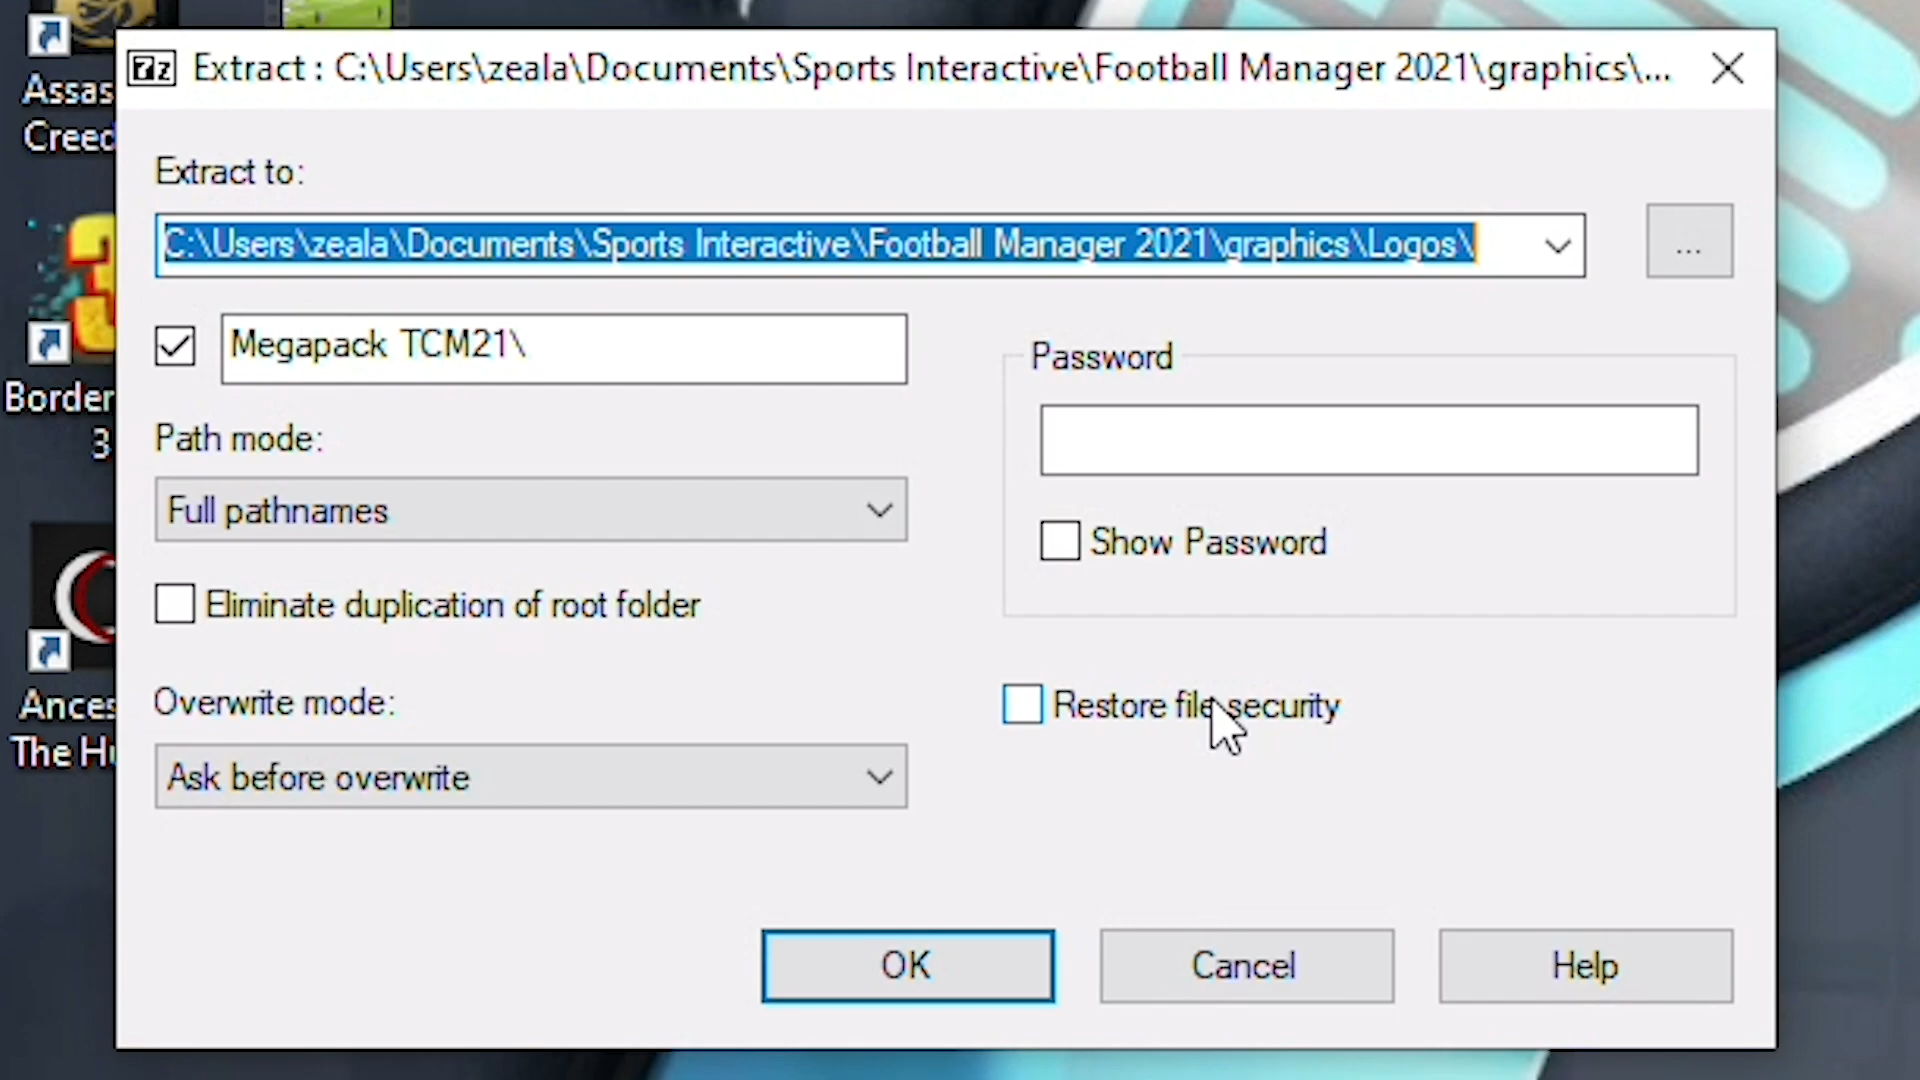 Assas
Creed
Border
3
Ances
The Hu
7z Extract : C:\Users\zeala\Documents\Sports Interactive\Football Manager 2021\graphics\...
Extract to:
C:\Users\zeala\Documents\Sports Interactive\Football Manager 2021\graphics\Logos\
...
Megapack TCM21\
Password
Path mode:
Full pathnames
Show Password
Eliminate duplication of root folder
Overwrite mode:
Restore file security
Ask before overwrite
OK
Cancel
Help